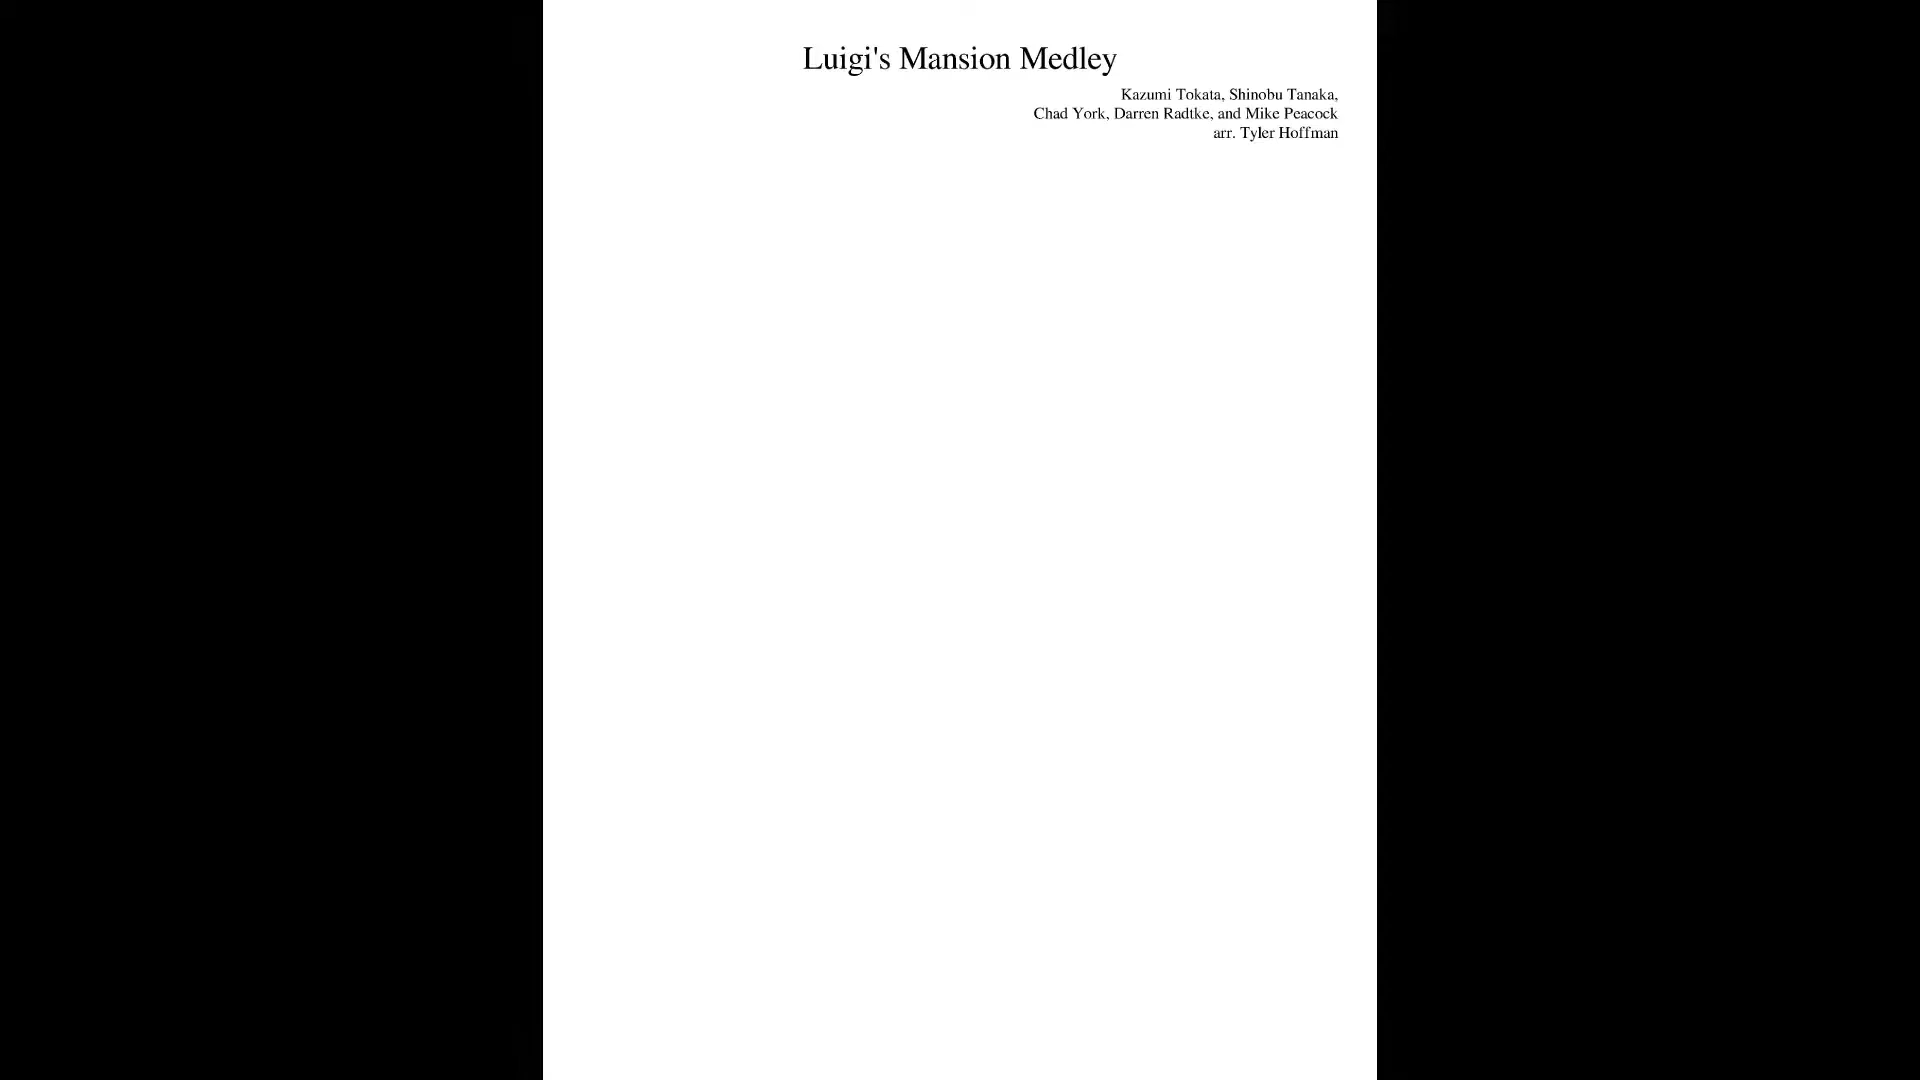 Luigi's Mansion Medley
Kazumi Tokata, Shinobu Tanaka,
Chad York, Darren Radtke, and Mike Peacock
arr. Tyler Hoffman